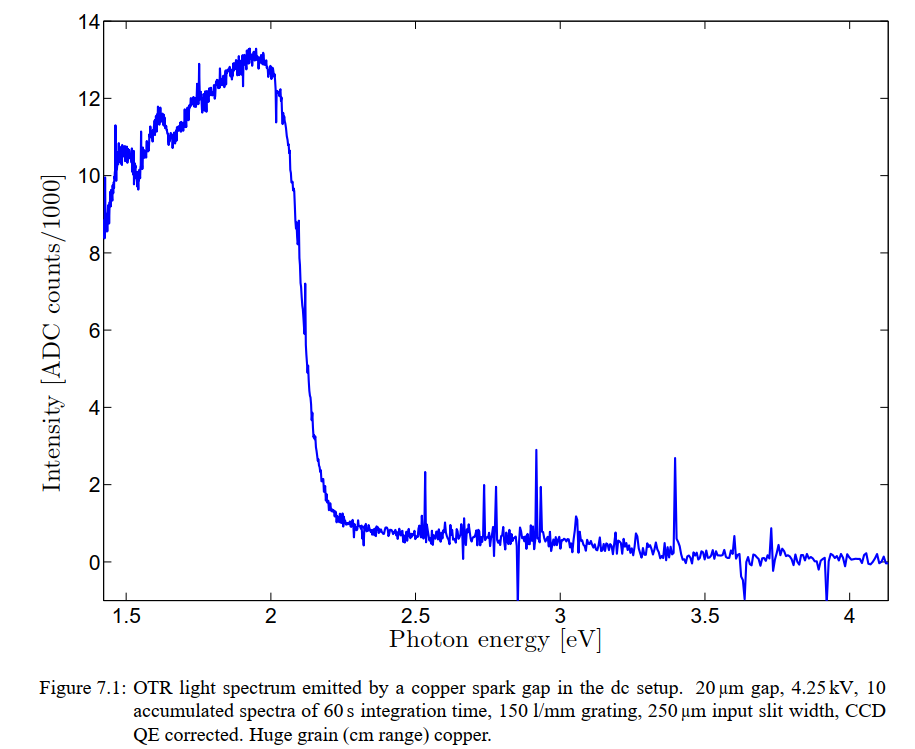 14
12
10
8
6
4
2
0
Intensity [ADC counts/1000]
1.5 2 2.5 3 3.5 4
Photon energy [eV]
Figure 7.1: OTR light spectrum emitted by a copper spark gap in the dc setup. 20 µm gap, 4.25 kV, 10
accumulated spectra of 60 s integration time, 150 l/mm grating, 250 µm input slit width, CCD
QE corrected. Huge grain (cm range) copper.